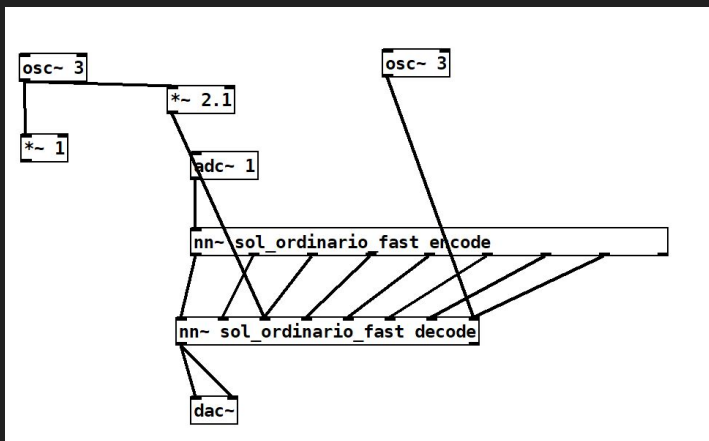 osc~ 3
osc~ 3
*~ 2.1
*~ 1
adc~ 1
nn~ sol_ordinario_fast encode
nn~ sol_ordinario_fast decode
dac~